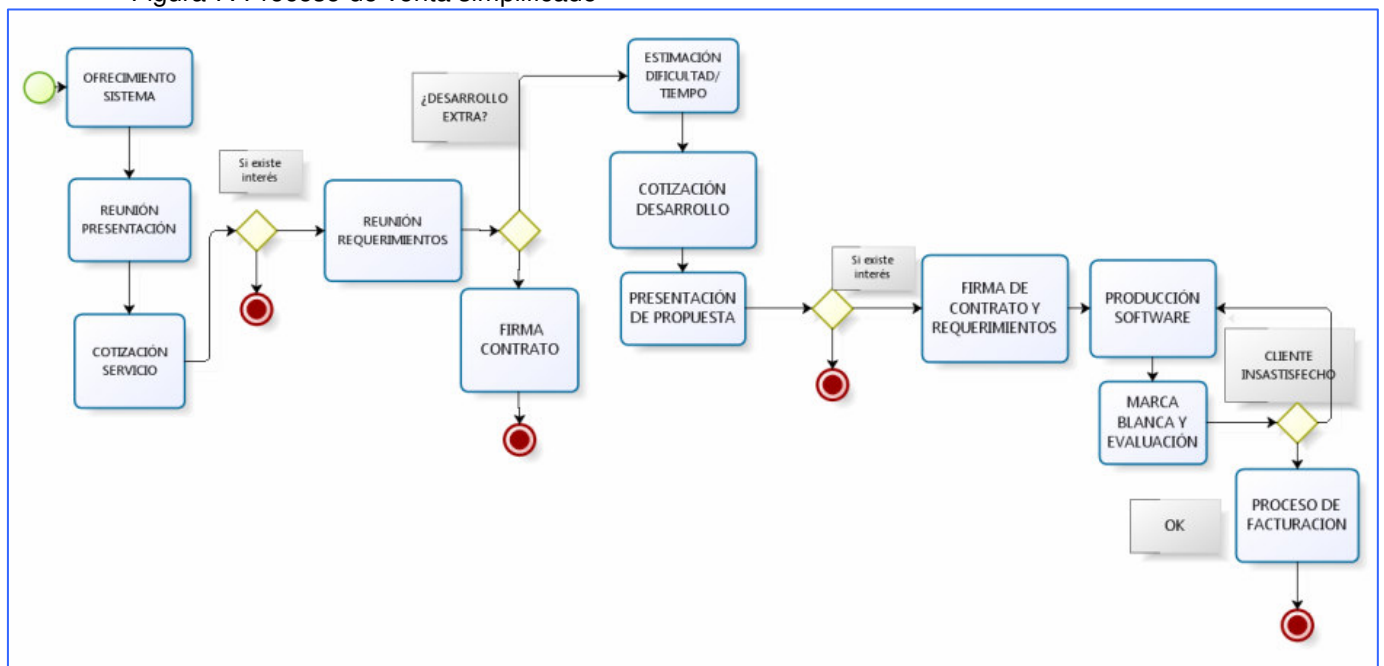 OFRECIMIENTO
SISTEMA
REUNIÓN
PRESENTACIÓN
COTIZACIÓN
SERVICIO
Si existe
interés
REUNIÓN
REQUERIMIENTOS
¿DESARROLLO
EXTRA?
FIRMA
CONTRATO
ESTIMACIÓN
DIFICULTAD/
TIEMPO
COTIZACIÓN
DESARROLLO
PRESENTACIÓN
DE PROPUESTA
Si existe
interés
FIRMA DE
CONTRATO Y
REQUERIMIENTOS
PRODUCCIÓN
SOFTWARE
MARCA
BLANCA Y
EVALUACIÓN
CLIENTE
INSASTISFECHO
OK
PROCESO DE
FACTURACION